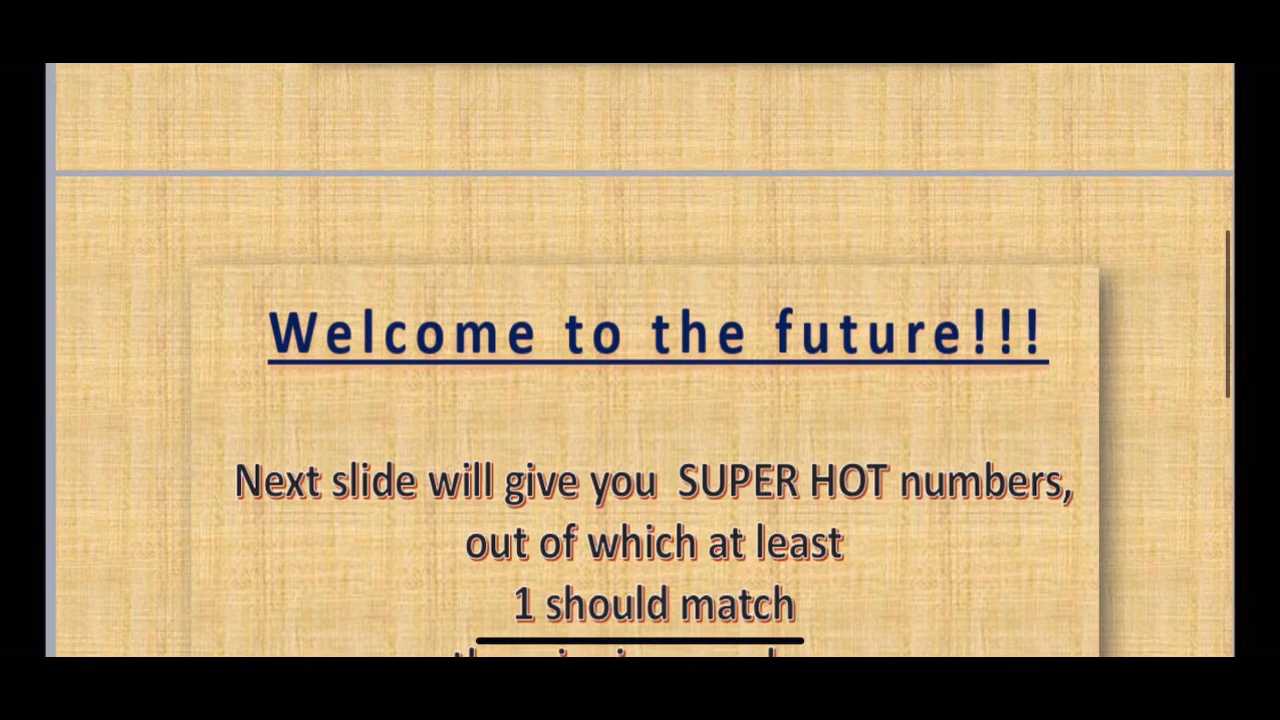 Welcome to the future!!!
Next slide will give you SUPER HOT numbers,
out of which at least
1 should match